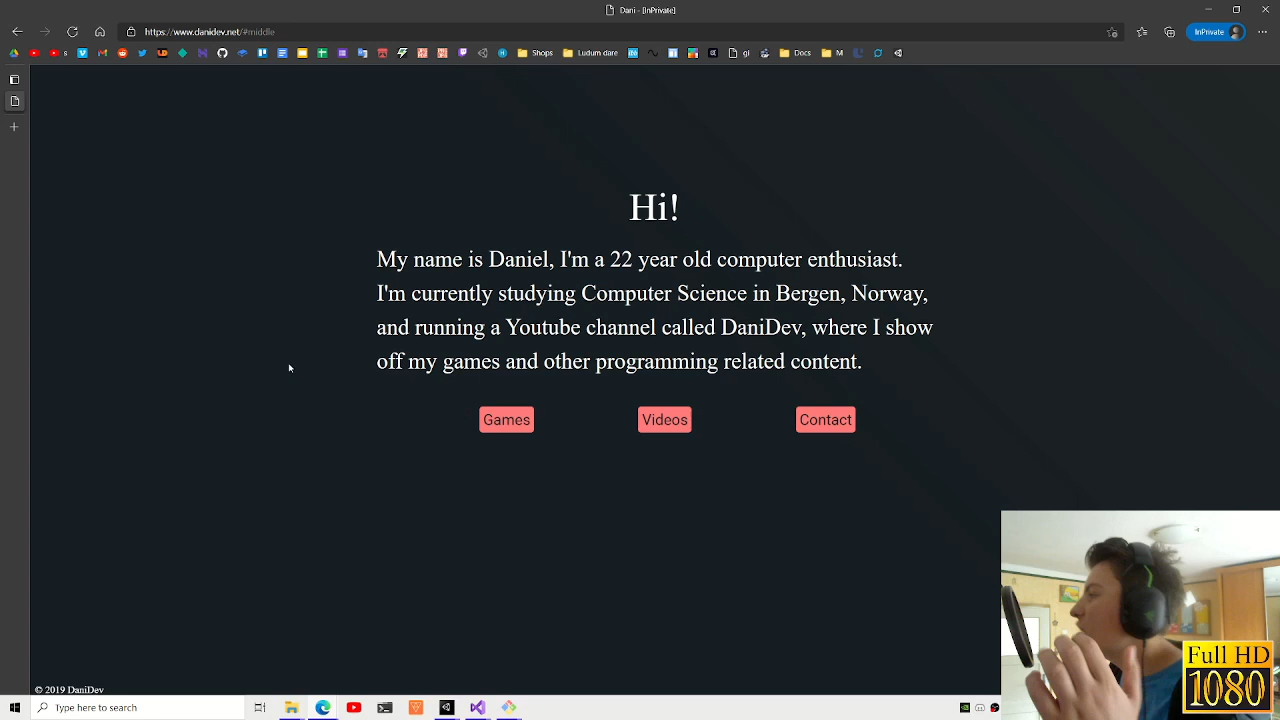 Dani - [InPrivate]
https://www.danidev.net/#middle
InPrivate
s
Shops
Ludum dare
gi
Docs
M
Hi!
My name is Daniel, I'm a 22 year old computer enthusiast.
I'm currently studying Computer Science in Bergen, Norway,
and running a Youtube channel called DaniDev, where I show
off my games and other programming related content.
Games
Videos
Contact
Full HD
1080
© 2019 DaniDev
Type here to search